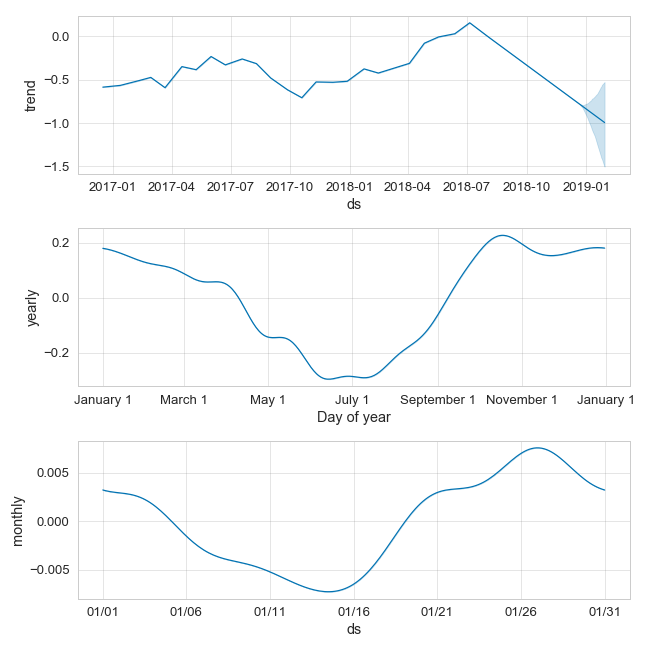 0.0
−0.5
−1.0
−1.5
trend
2017-01 2017-04 2017-07 2017-10 2018-01 2018-04 2018-07 2018-10 2019-01
ds
0.2
0.0
−0.2
yearly
January 1 March 1 May 1 July 1 September 1 November 1 January 1
Day of year
0.005
0.000
−0.005
monthly
01/01 01/06 01/11 01/16 01/21 01/26 01/31
ds